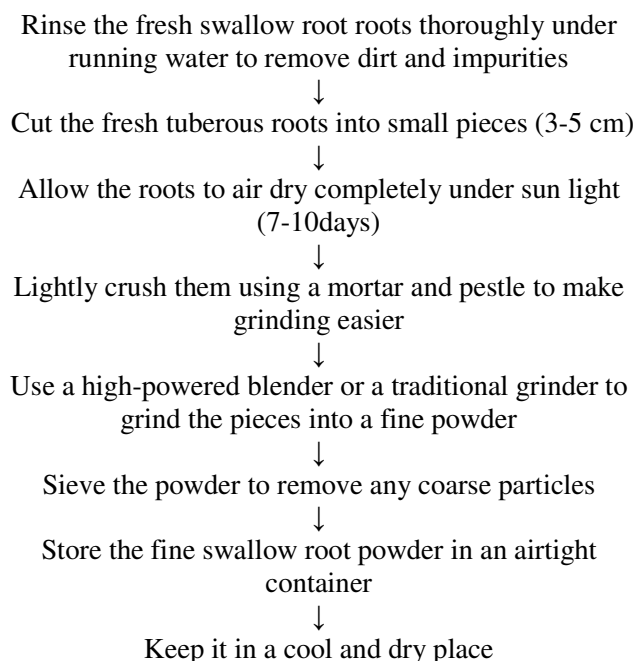 Rinse the fresh swallow root roots thoroughly under
running water to remove dirt and impurities
↓
Cut the fresh tuberous roots into small pieces (3-5 cm)
↓
Allow the roots to air dry completely under sun light
(7-10days)
↓
Lightly crush them using a mortar and pestle to make
grinding easier
↓
Use a high-powered blender or a traditional grinder to
grind the pieces into a fine powder
↓
Sieve the powder to remove any coarse particles
↓
Store the fine swallow root powder in an airtight
container
↓
Keep it in a cool and dry place